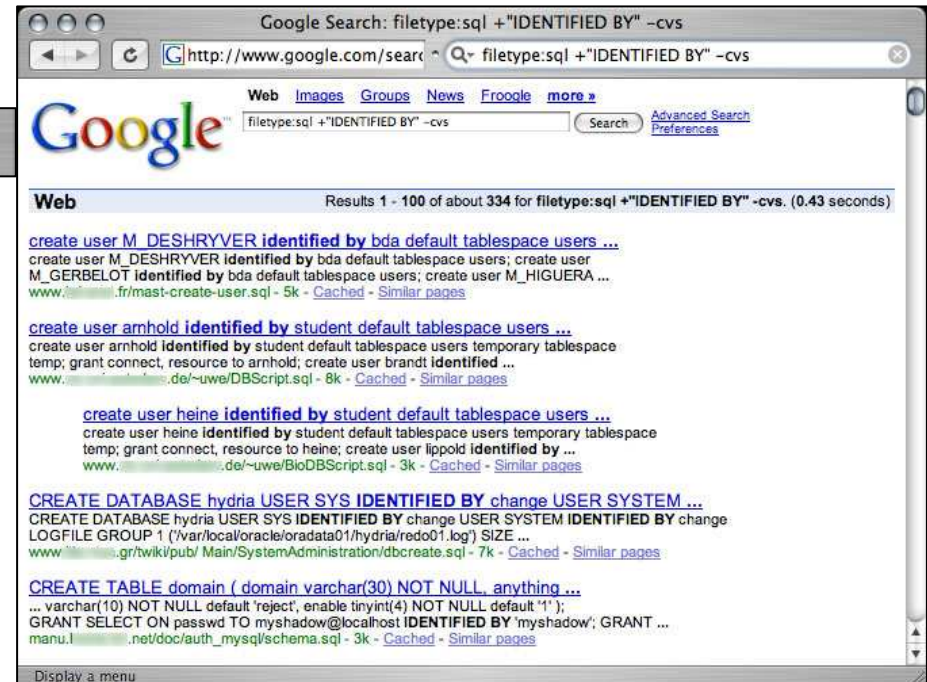 Google Search: filetype:sql +"IDENTIFIED BY" –cvs
http://www.google.com/searc
filetype:sql +"IDENTIFIED BY" –cvs
Web Images Groups News Froogle more »
Google™
filetype:sql +"IDENTIFIED BY" –cvs
Search
Advanced Search
Preferences
Web
Results 1 - 100 of about 334 for filetype:sql +"IDENTIFIED BY" -cvs. (0.43 seconds)
create user M_DESHRYVER identified by bda default tablespace users ...
create user M_DESHRYVER identified by bda default tablespace users; create user
M_GERBELOT identified by bda default tablespace users; create user M_HIGUERA ...
www. .fr/mast-create-user.sql - 5k - Cached - Similar pages
create user arnhold identified by student default tablespace users ...
create user arnhold identified by student default tablespace users temporary tablespace
temp; grant connect, resource to arnhold; create user brandt identified ...
www. .de/~uwe/DBScript.sql - 8k - Cached - Similar pages
create user heine identified by student default tablespace users ...
create user heine identified by student default tablespace users temporary tablespace
temp; grant connect, resource to heine; create user lippold identified by ...
www. .de/~uwe/BioDBScript.sql - 3k - Cached - Similar pages
CREATE DATABASE hydria USER SYS IDENTIFIED BY change USER SYSTEM ...
CREATE DATABASE hydria USER SYS IDENTIFIED BY change USER SYSTEM IDENTIFIED BY change
LOGFILE GROUP 1 ('/var/local/oracle/oradata01/hydria/redo01.log') SIZE ...
www .gr/twiki/pub/ Main/SystemAdministration/dbcreate.sql - 7k - Cached - Similar pages
CREATE TABLE domain ( domain varchar(30) NOT NULL, anything ...
... varchar(10) NOT NULL default 'reject', enable tinyint(4) NOT NULL default '1' );
GRANT SELECT ON passwd TO myshadow@localhost IDENTIFIED BY 'myshadow'; GRANT ...
manu.l .net/doc/auth_mysql/schema.sql - 3k - Cached - Similar pages
Display a menu